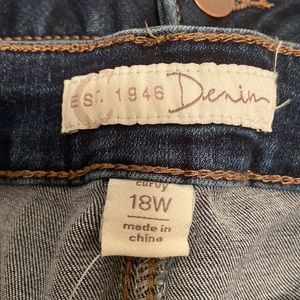 EST. 1946 Denim
curvy
18W
made in
china